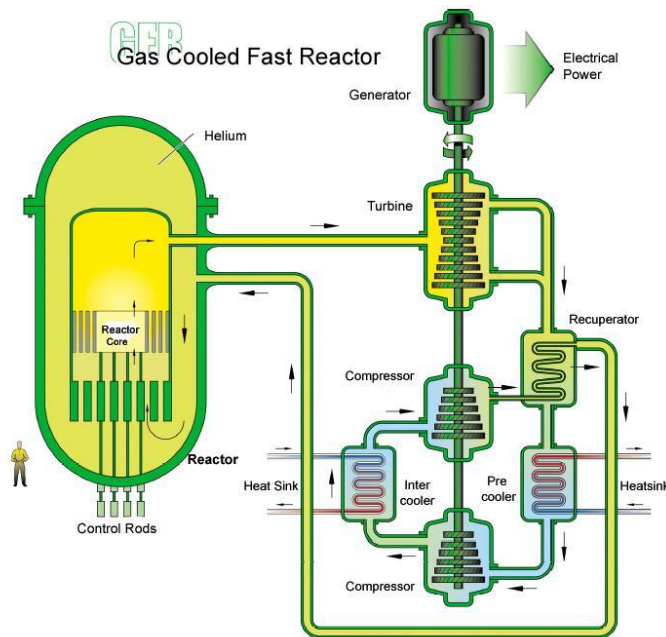 GFR
Gas Cooled Fast Reactor
Generator
Electrical
Power
Helium
Turbine
Reactor
Core
Recuperator
Compressor
Reactor
Heat Sink
Inter
cooler
Pre
cooler
Heatsink
Control Rods
Compressor